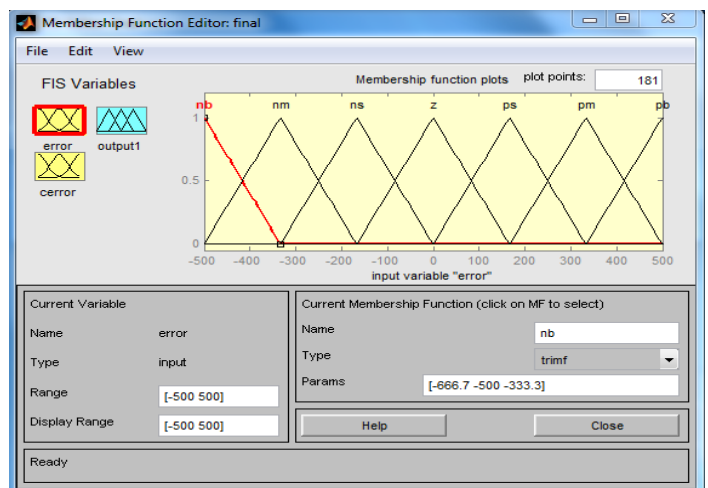 Membership Function Editor: final
File Edit View
FIS Variables
Membership function plots plot points: 181
nb nm ns z ps pm pb
error output1
cerror
1
0.5
0
-500 -400 -300 -200 -100 0 100 200 300 400 500
input variable "error"
Current Variable
Name error
Type input
Range [-500 500]
Display Range [-500 500]
Current Membership Function (click on MF to select)
Name nb
Type trimf
Params [-666.7 -500 -333.3]
Help Close
Ready